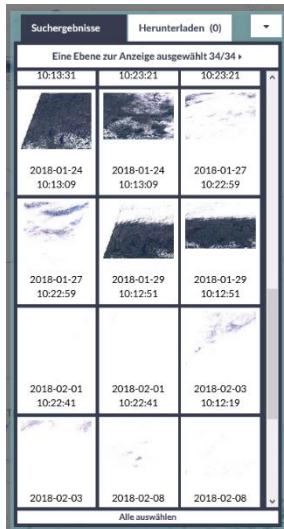 Suchergebnisse
Herunterladen (0)
Eine Ebene zur Anzeige ausgewählt 34/34
10:13:31 10:23:21 10:23:21
2018-01-24 2018-01-24 2018-01-27
10:13:09 10:13:09 10:22:59
2018-01-27 2018-01-29 2018-01-29
10:22:59 10:12:51 10:12:51
2018-02-01 2018-02-01 2018-02-03
10:22:41 10:22:41 10:12:19
2018-02-03 2018-02-08 2018-02-08
Alle auswählen